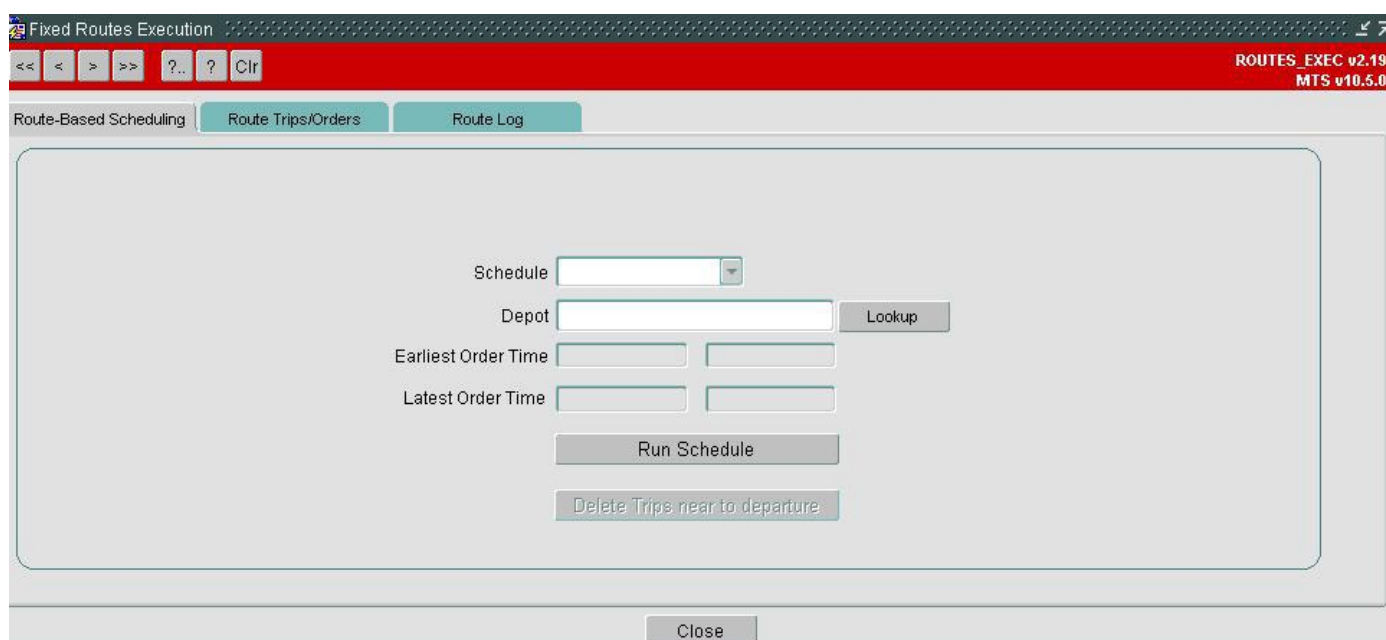 Fixed Routes Execution
<< < > >> ?.. ? Clr
ROUTES_EXEC v2.19
MTS v10.5.0
Route-Based Scheduling Route Trips/Orders Route Log
Schedule
Depot Lookup
Earliest Order Time
Latest Order Time
Run Schedule
Delete Trips near to departure
Close